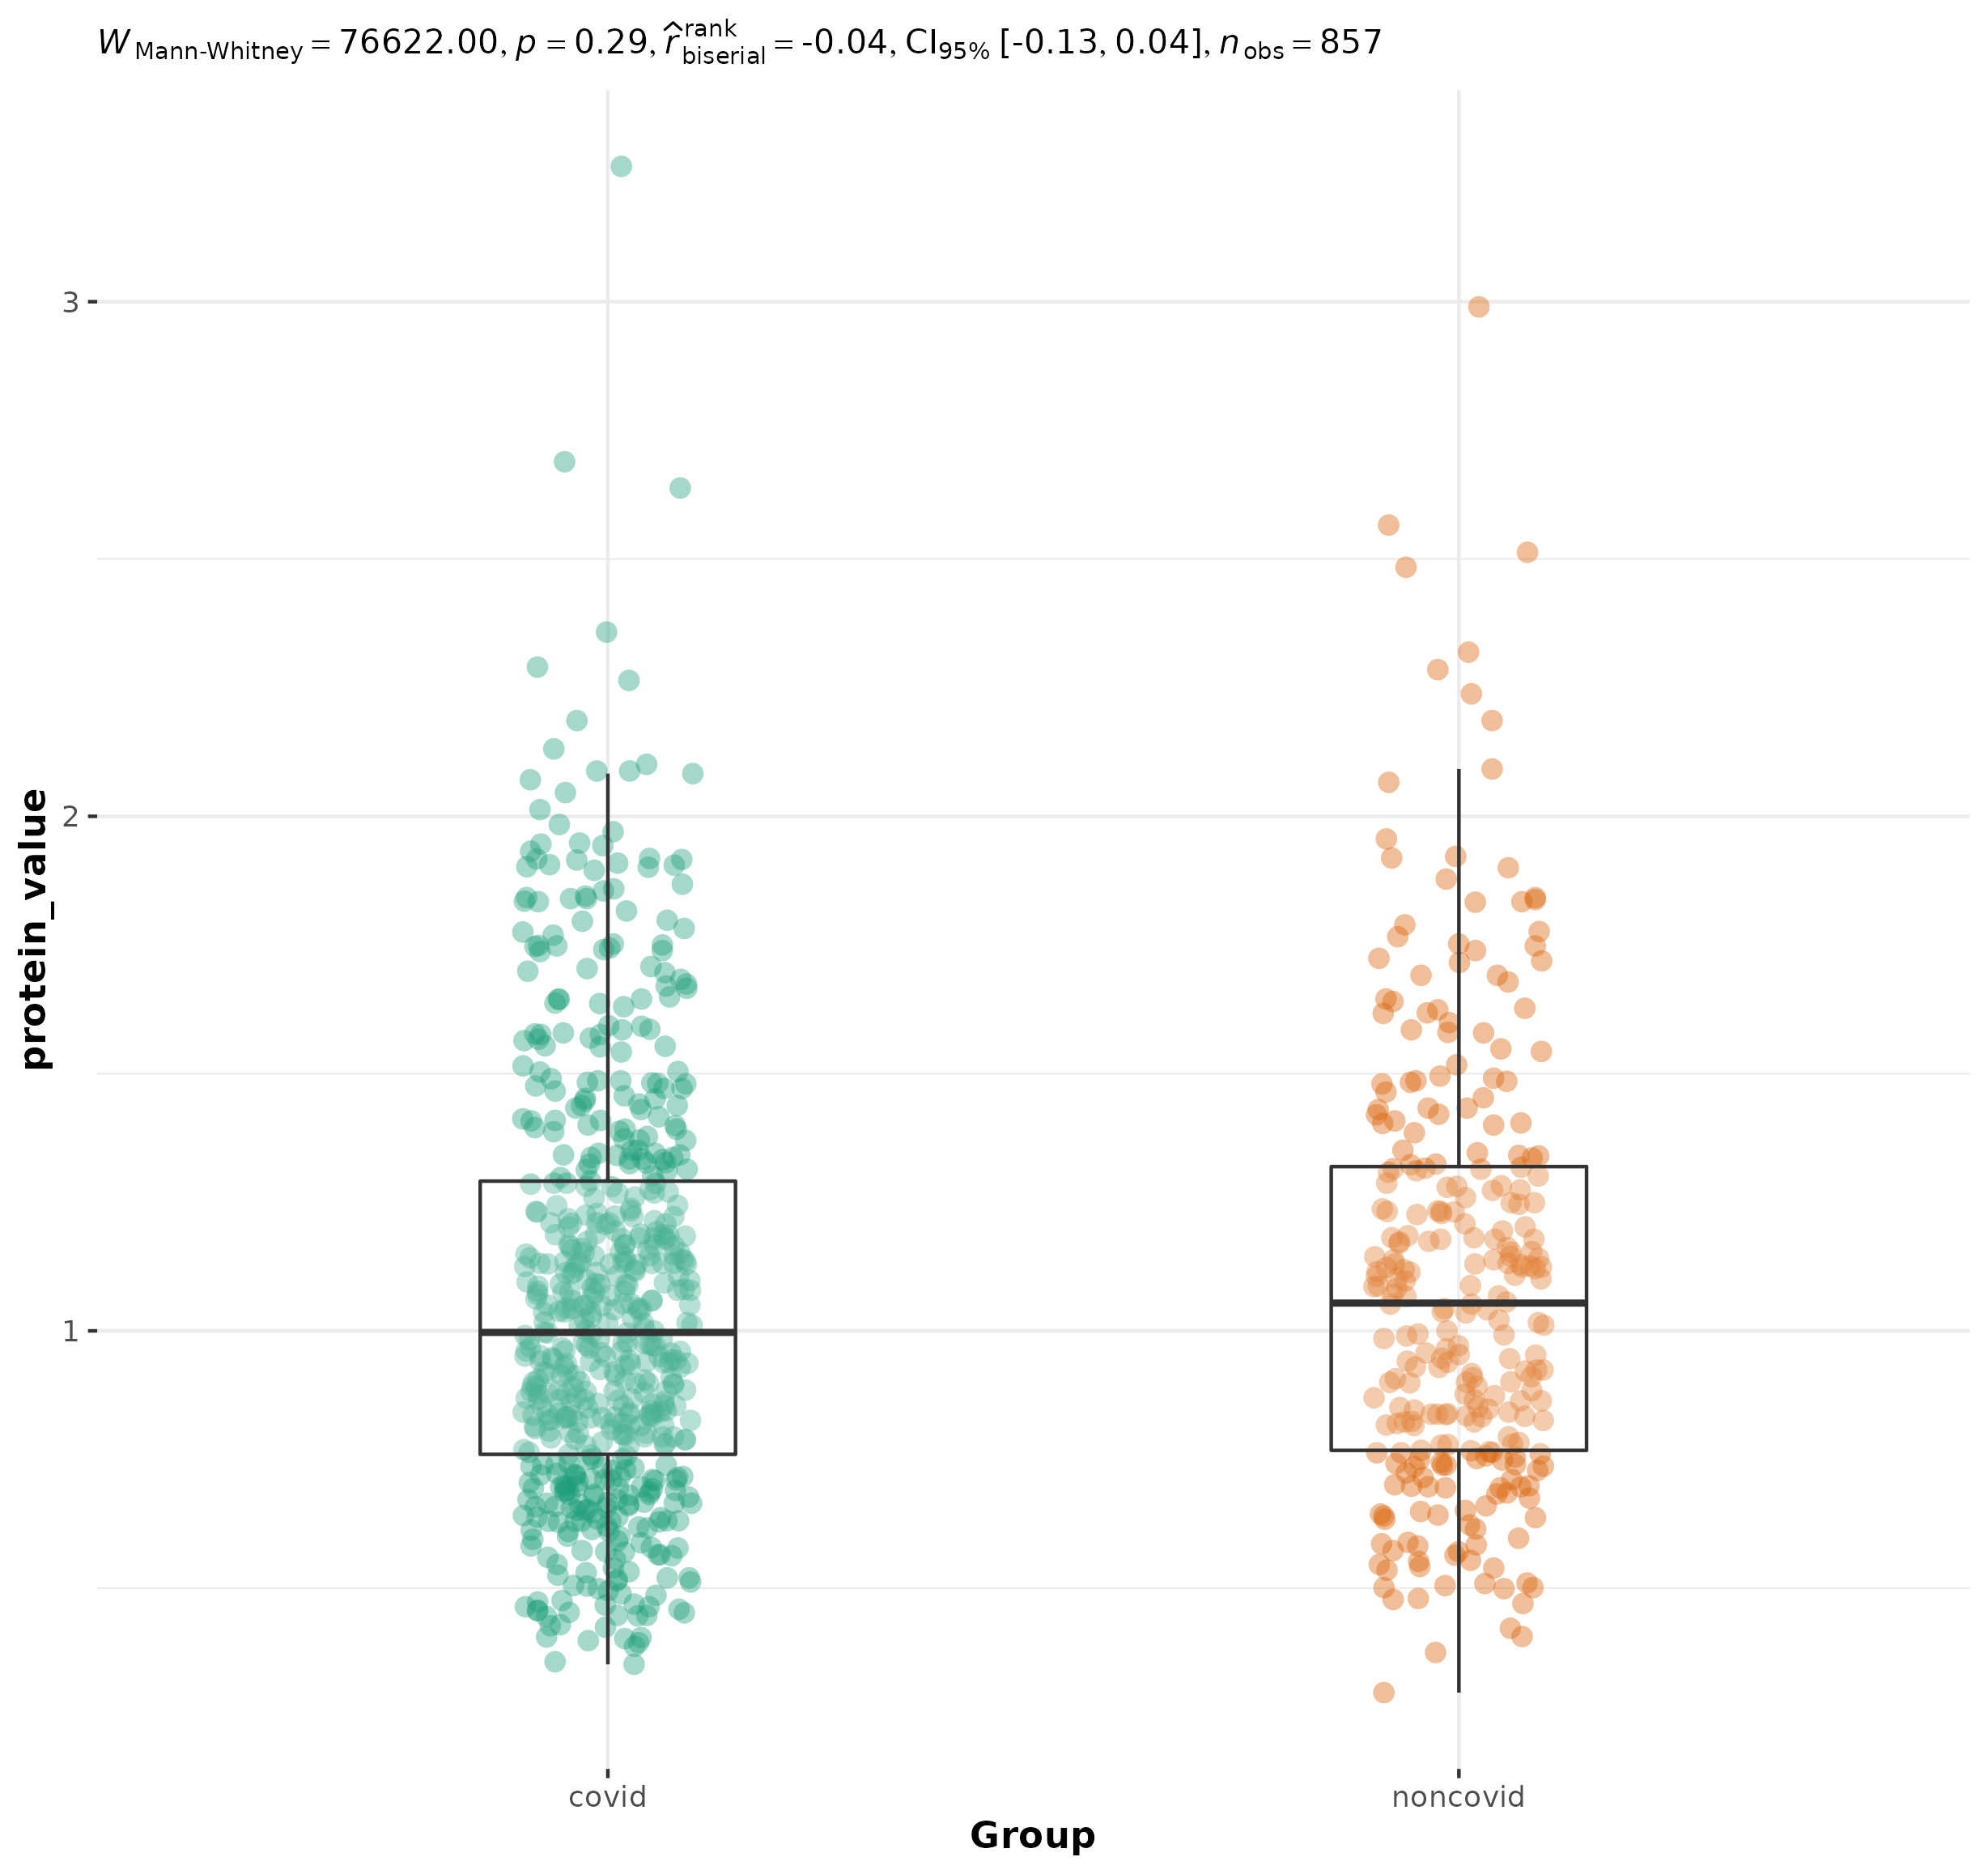 W Mann-Whitney = 76622.00, p = 0.29, r̂ rank biserial = -0.04, CI95% [-0.13, 0.04], n obs = 857
3
2
1
protein_value
covid noncovid
Group